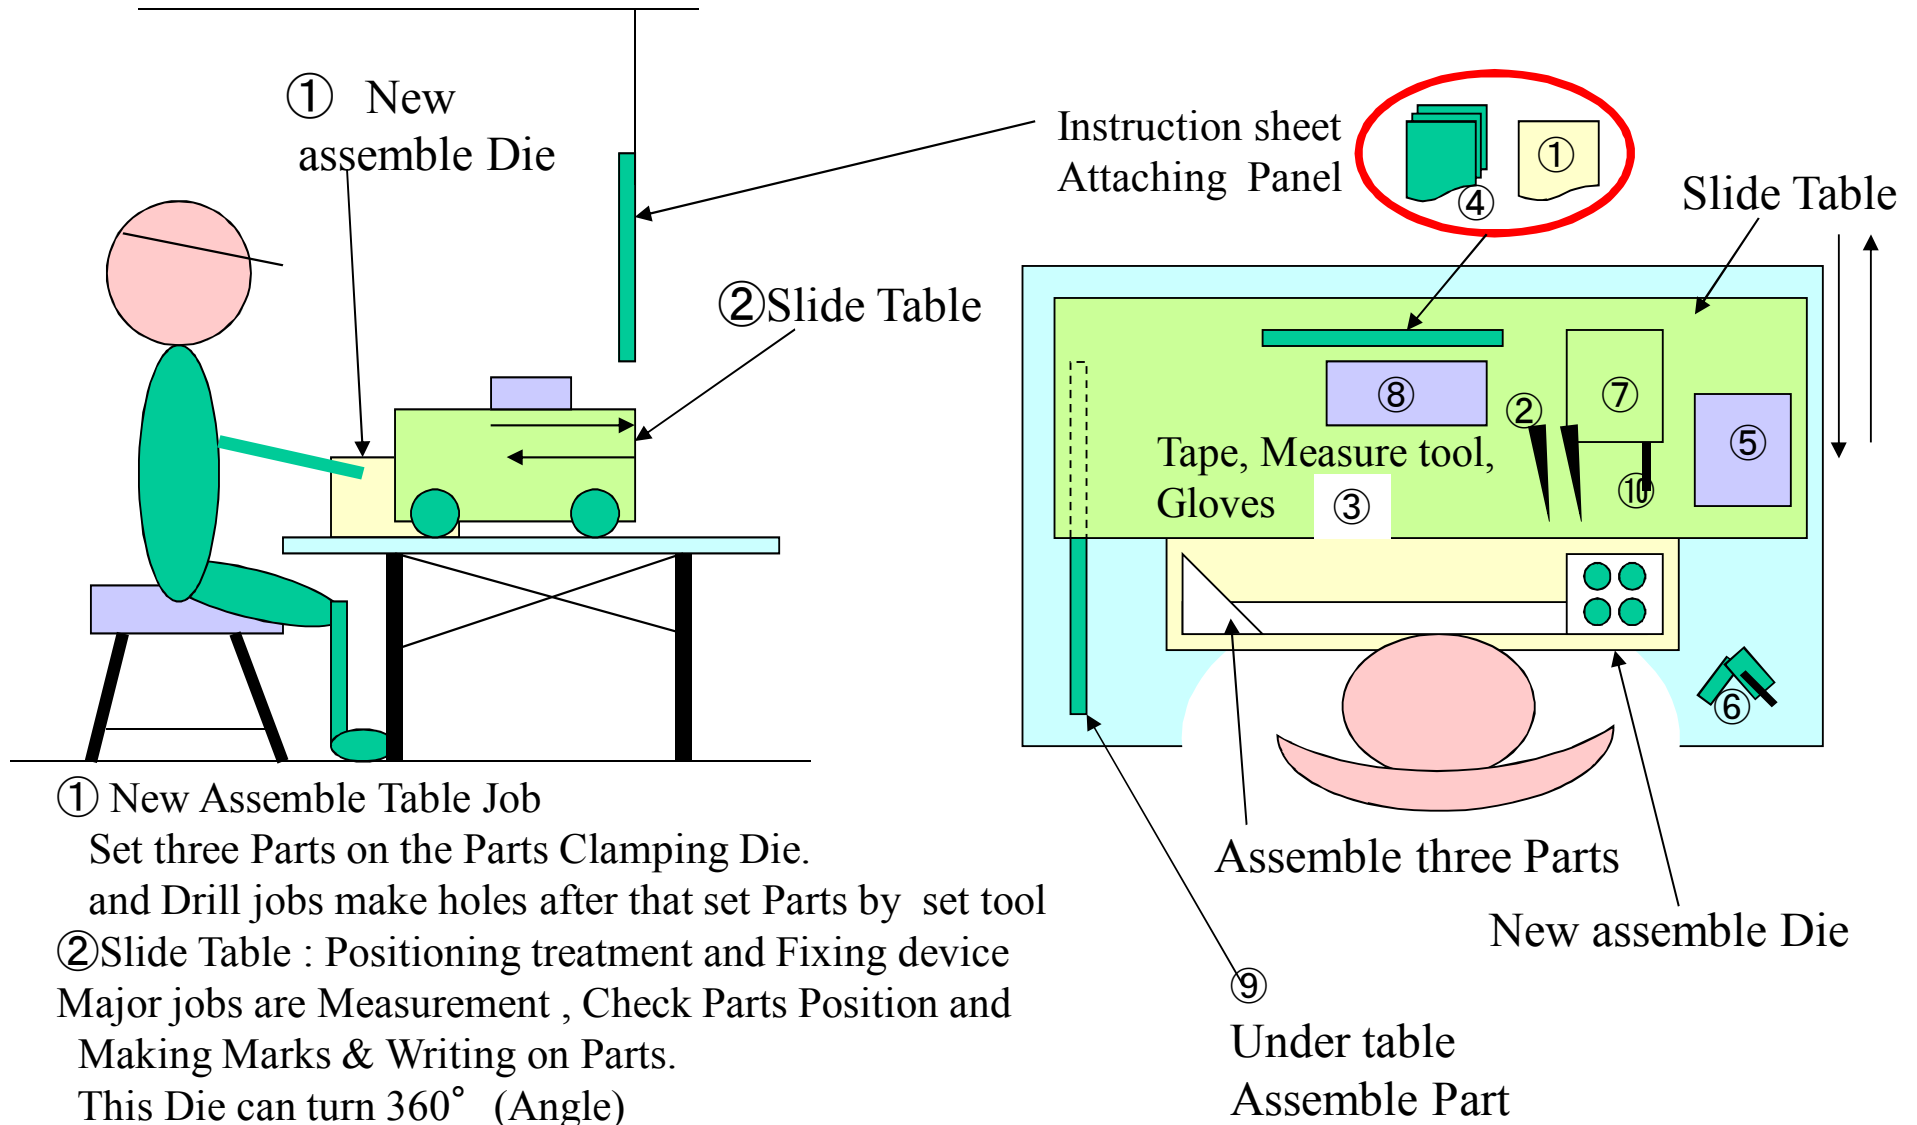 ① New
assemble Die
②Slide Table
Instruction sheet
Attaching Panel
④
①
Slide Table
⑧
②
⑦
⑤
Tape, Measure tool,
Gloves ③
⑩
⑥
Assemble three Parts
New assemble Die
⑨
Under table
Assemble Part
① New Assemble Table Job
Set three Parts on the Parts Clamping Die.
and Drill jobs make holes after that set Parts by set tool
②Slide Table : Positioning treatment and Fixing device
Major jobs are Measurement , Check Parts Position and
Making Marks & Writing on Parts.
This Die can turn 360° (Angle)